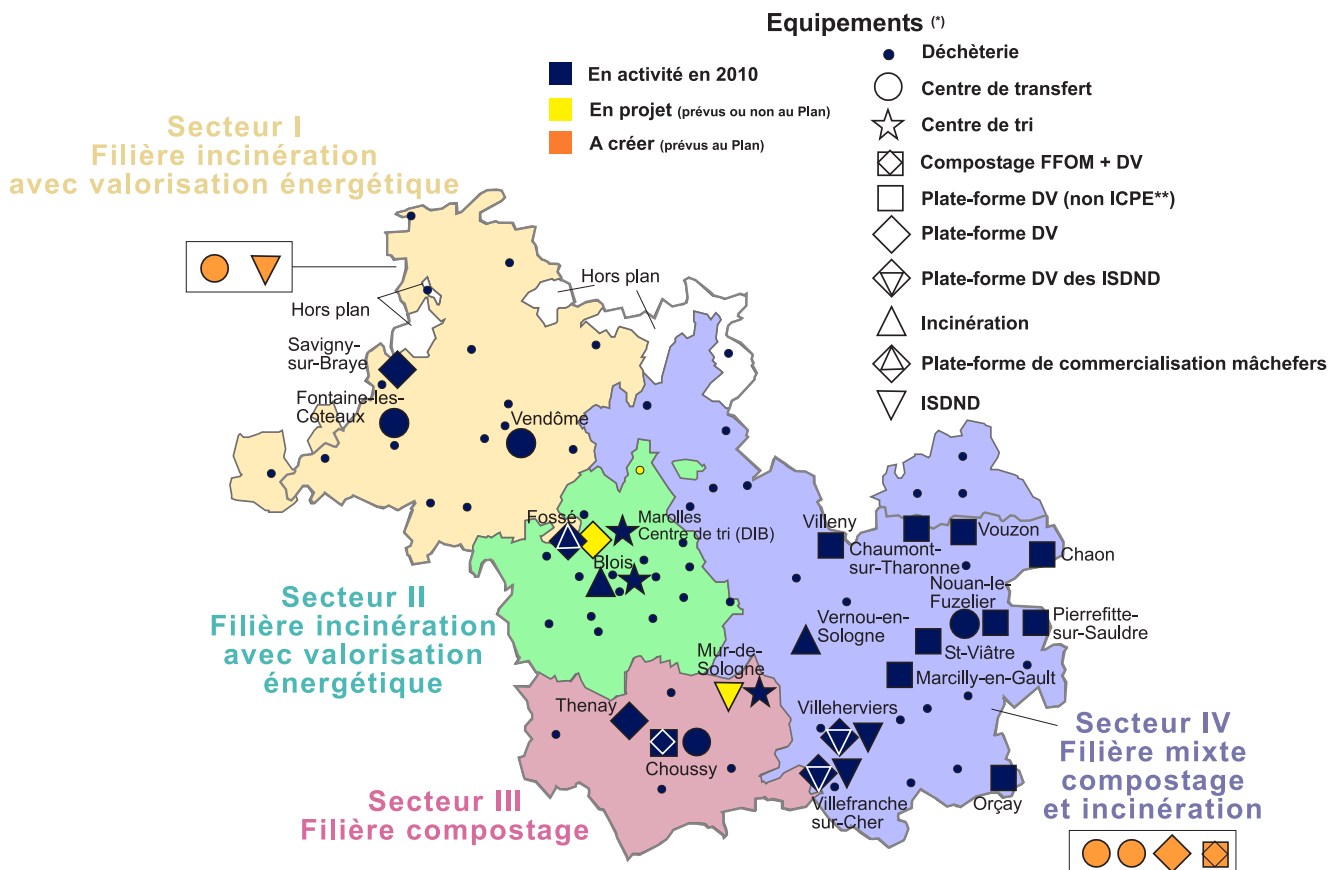 Equipements (*)
En activité en 2010
En projet (prévus ou non au Plan)
A créer (prévus au Plan)
Déchèterie
Centre de transfert
Centre de tri
Compostage FFOM + DV
Plate-forme DV (non ICPE**)
Plate-forme DV
Plate-forme DV des ISDND
Incinération
Plate-forme de commercialisation mâchefers
ISDND
Secteur I
Filière incinération
avec valorisation énergétique
Hors plan
Hors plan
Savigny-
sur-Braye
Fontaine-les-
Coteaux
Vendôme
Fossé
Marolles
Centre de tri (DIB)
Blois
Villeny
Chaumont-
sur-Tharonne
Vouzon
Chaon
Nouan-le-
Fuzelier
Pierrefitte-
sur-Sauldre
Vernou-en-
Sologne
St-Viâtre
Marcilly-en-Gault
Secteur II
Filière incinération
avec valorisation
énergétique
Mur-de-
Sologne
Thenay
Choussy
Villeherviers
Villefranche
sur-Cher
Orçay
Secteur III
Filière compostage
Secteur IV
Filière mixte
compostage
et incinération